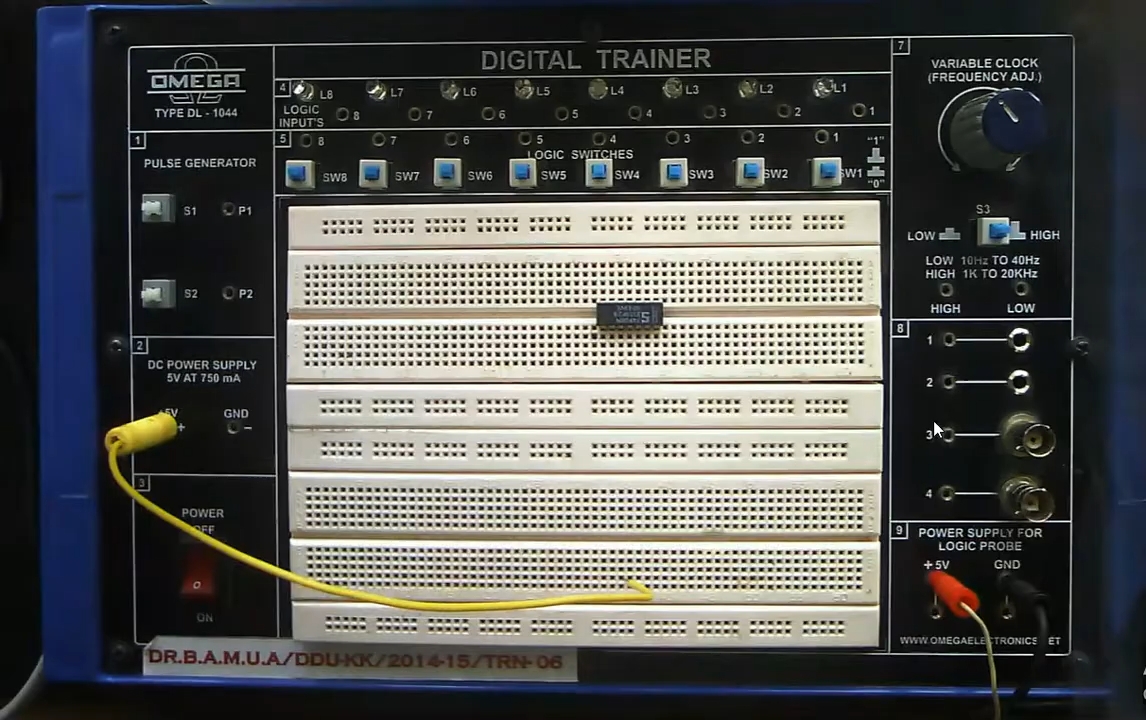 DIGITAL TRAINER
OMEGA
TYPE DL - 1044
4
L8 L7 L6 L5 L4 L3 L2 L1
LOGIC
INPUT'S
8 7 6 5 4 3 2 1
5
8 7 6 5 4 3 2 1
LOGIC SWITCHES
"1"
"0"
SW8 SW7 SW6 SW5 SW4 SW3 SW2 SW1
1
PULSE GENERATOR
S1 P1
S2 P2
2
DC POWER SUPPLY
5V AT 750 mA
+5V GND
+ -
3
POWER
OFF
ON
7
VARIABLE CLOCK
(FREQUENCY ADJ.)
S3
LOW HIGH
LOW 10Hz TO 40Hz
HIGH 1K TO 20KHz
HIGH LOW
8
1
2
3
4
9
POWER SUPPLY FOR
LOGIC PROBE
+5V GND
WWW.OMEGAELECTRONICS.NET
DR.B.A.M.U.A/DDU-KK/2014-15/TRN-06